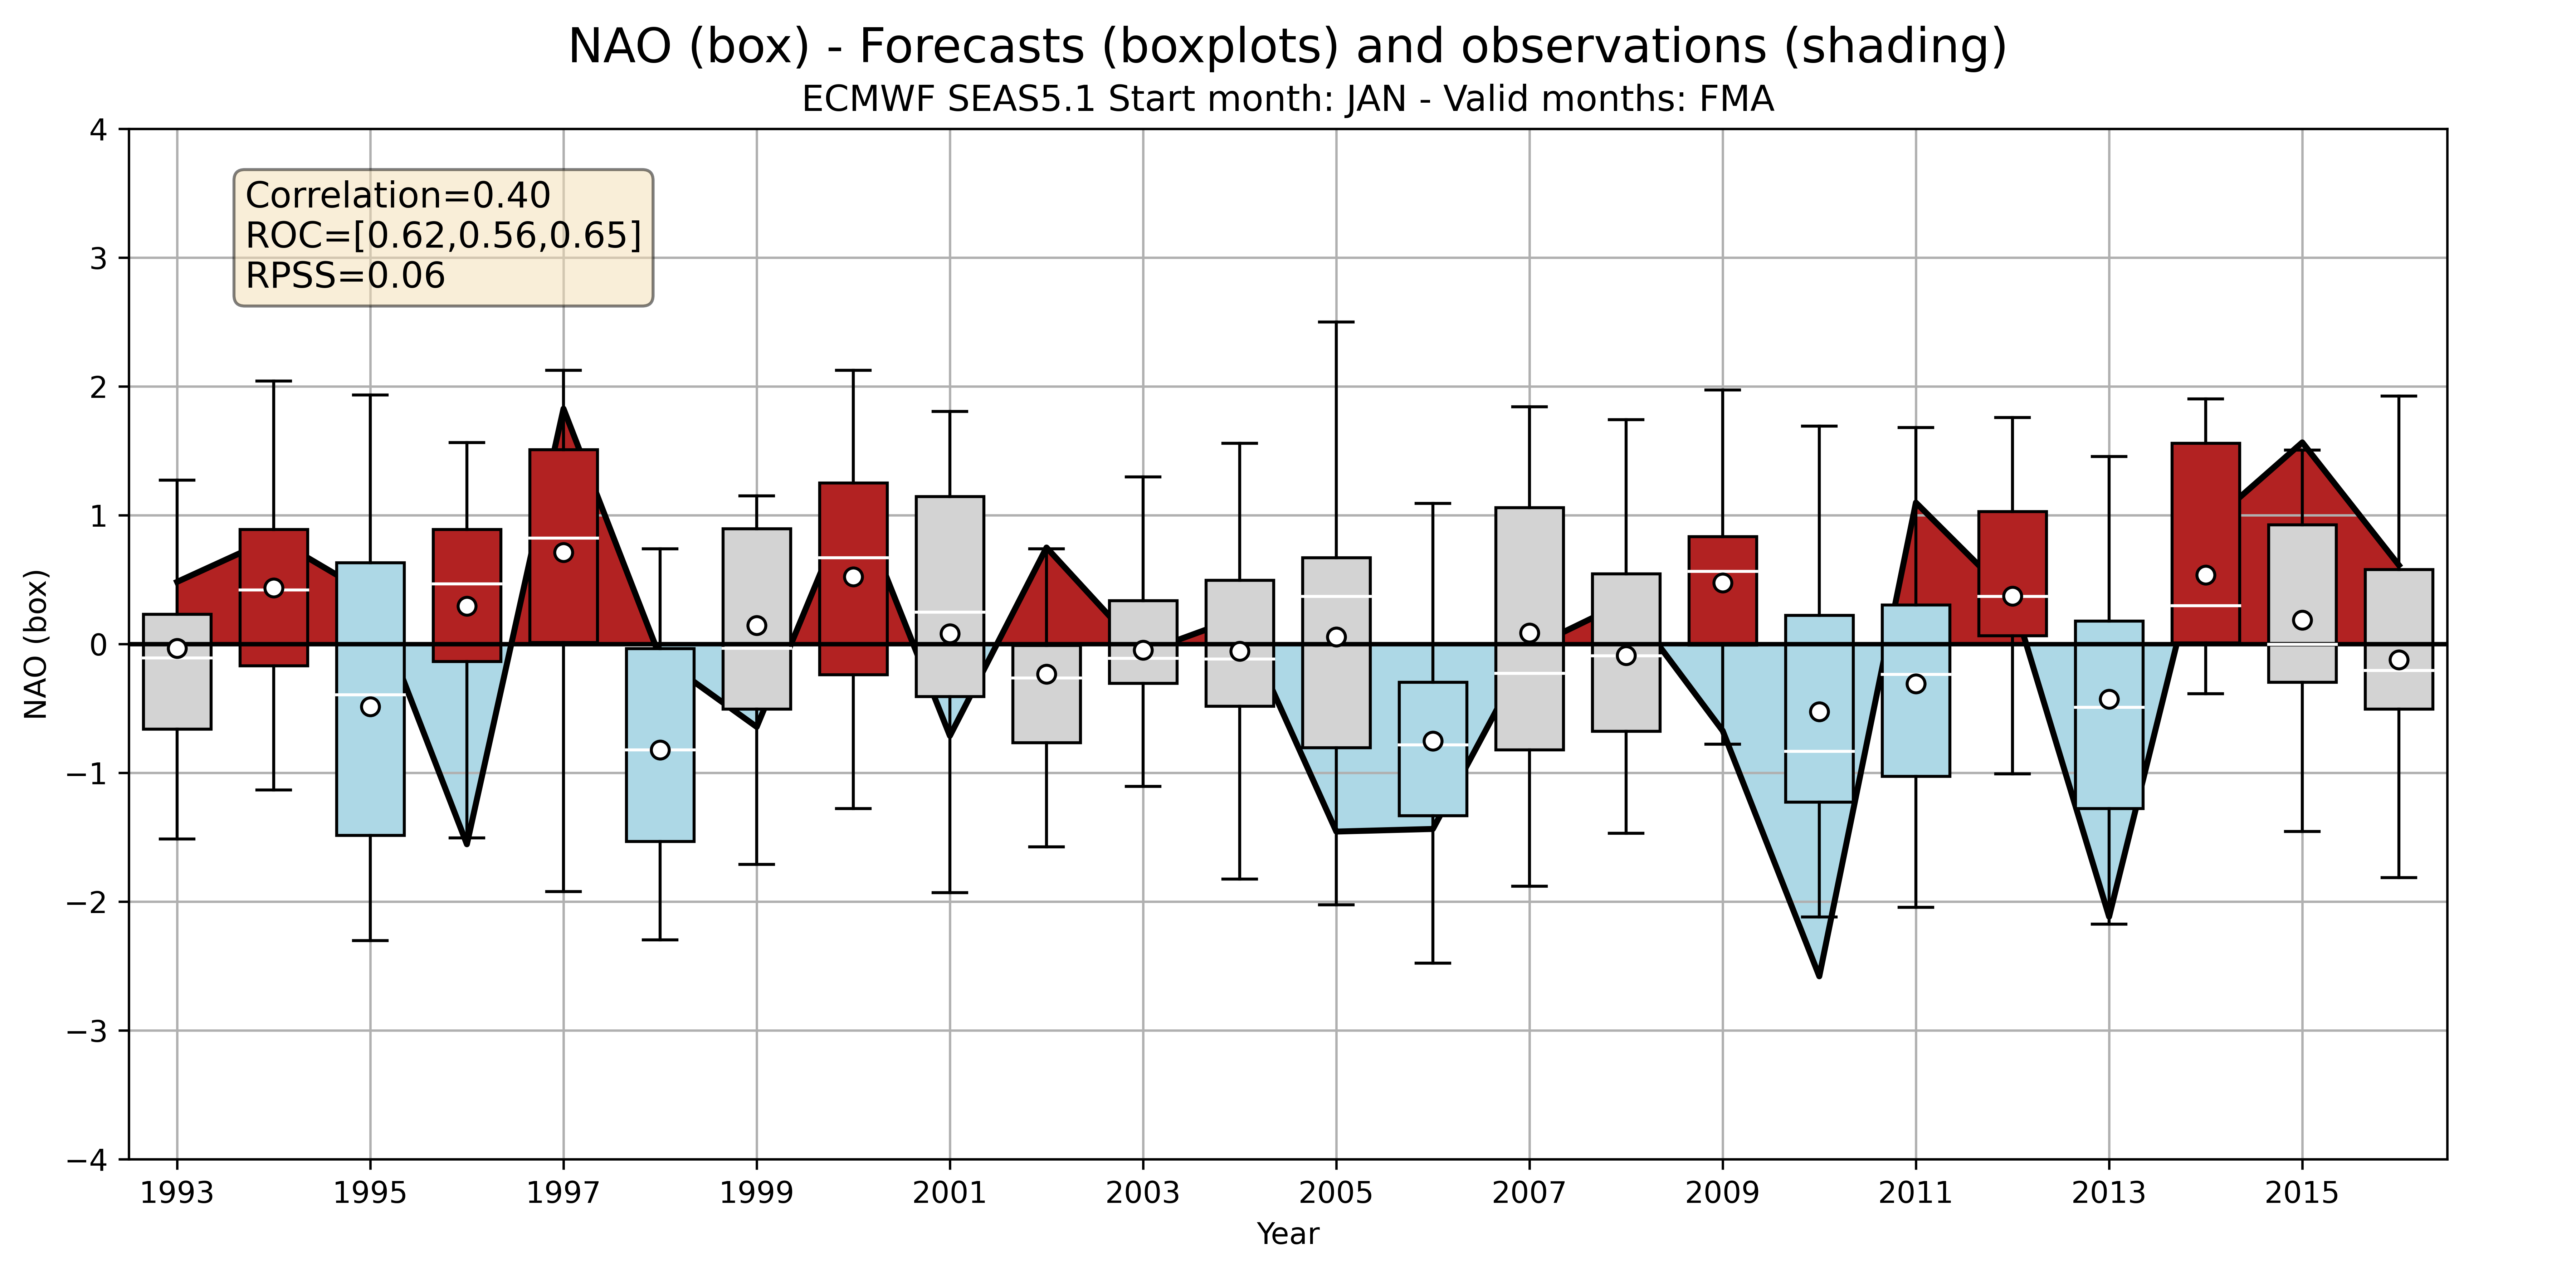 NAO (box) - Forecasts (boxplots) and observations (shading)
ECMWF SEAS5.1 Start month: JAN - Valid months: FMA
Correlation=0.40
ROC=[0.62,0.56,0.65]
RPSS=0.06
NAO (box)
4
3
2
1
0
−1
−2
−3
−4
1993 1995 1997 1999 2001 2003 2005 2007 2009 2011 2013 2015
Year